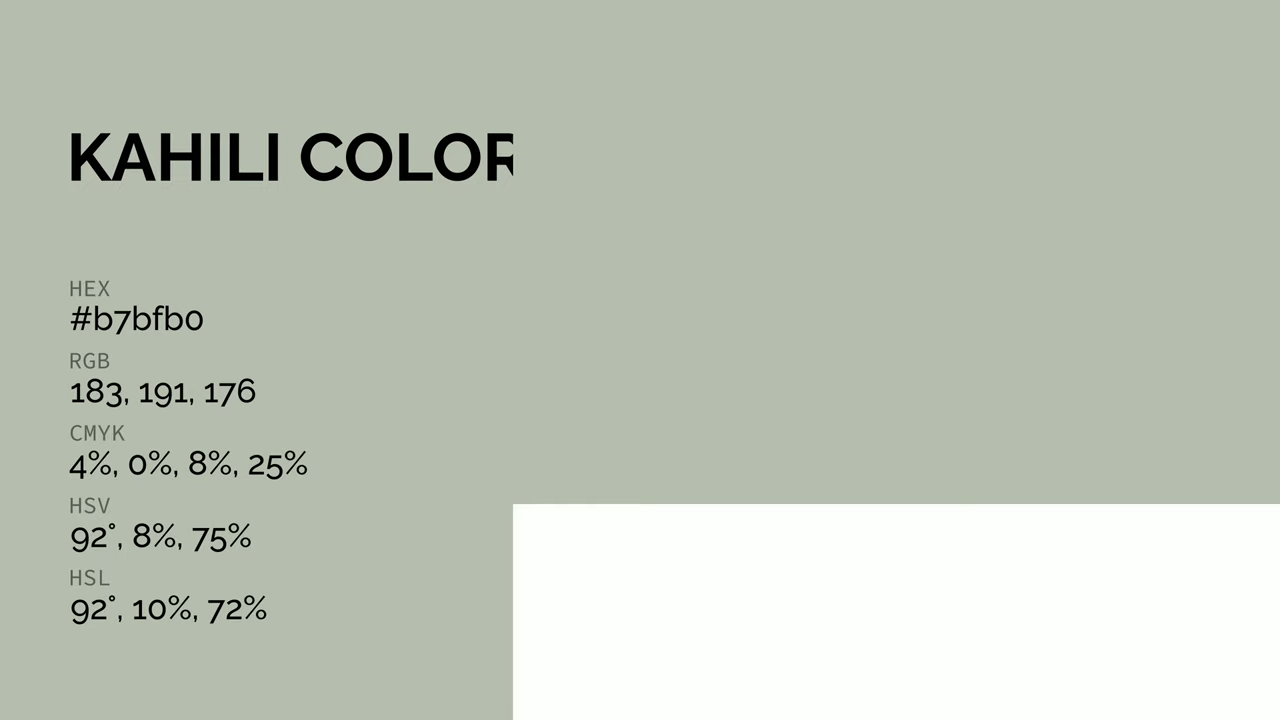 KAHILI COLOR
HEX
#b7bfb0
RGB
183, 191, 176
CMYK
4%, 0%, 8%, 25%
HSV
92°, 8%, 75%
HSL
92°, 10%, 72%